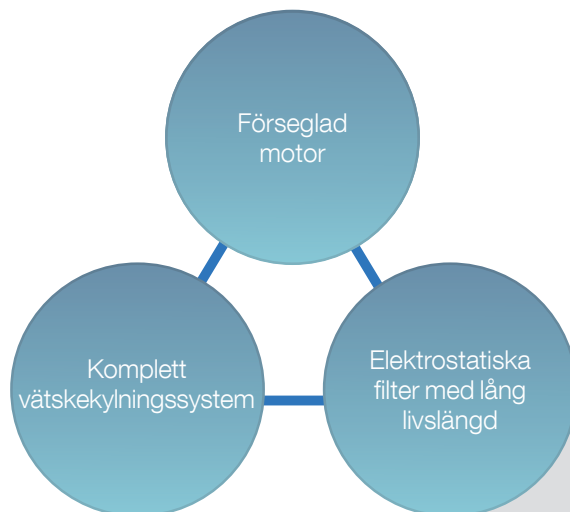 Förseglad
motor
Komplett
vätskekylningssystem
Elektrostatiska
filter med lång
livslängd